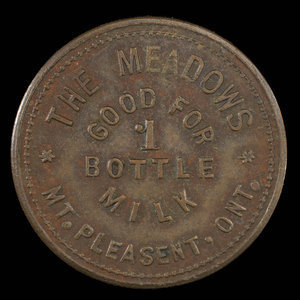 THE MEADOWS
GOOD FOR
1
BOTTLE
MILK
* MT. PLEASENT. ONT. *